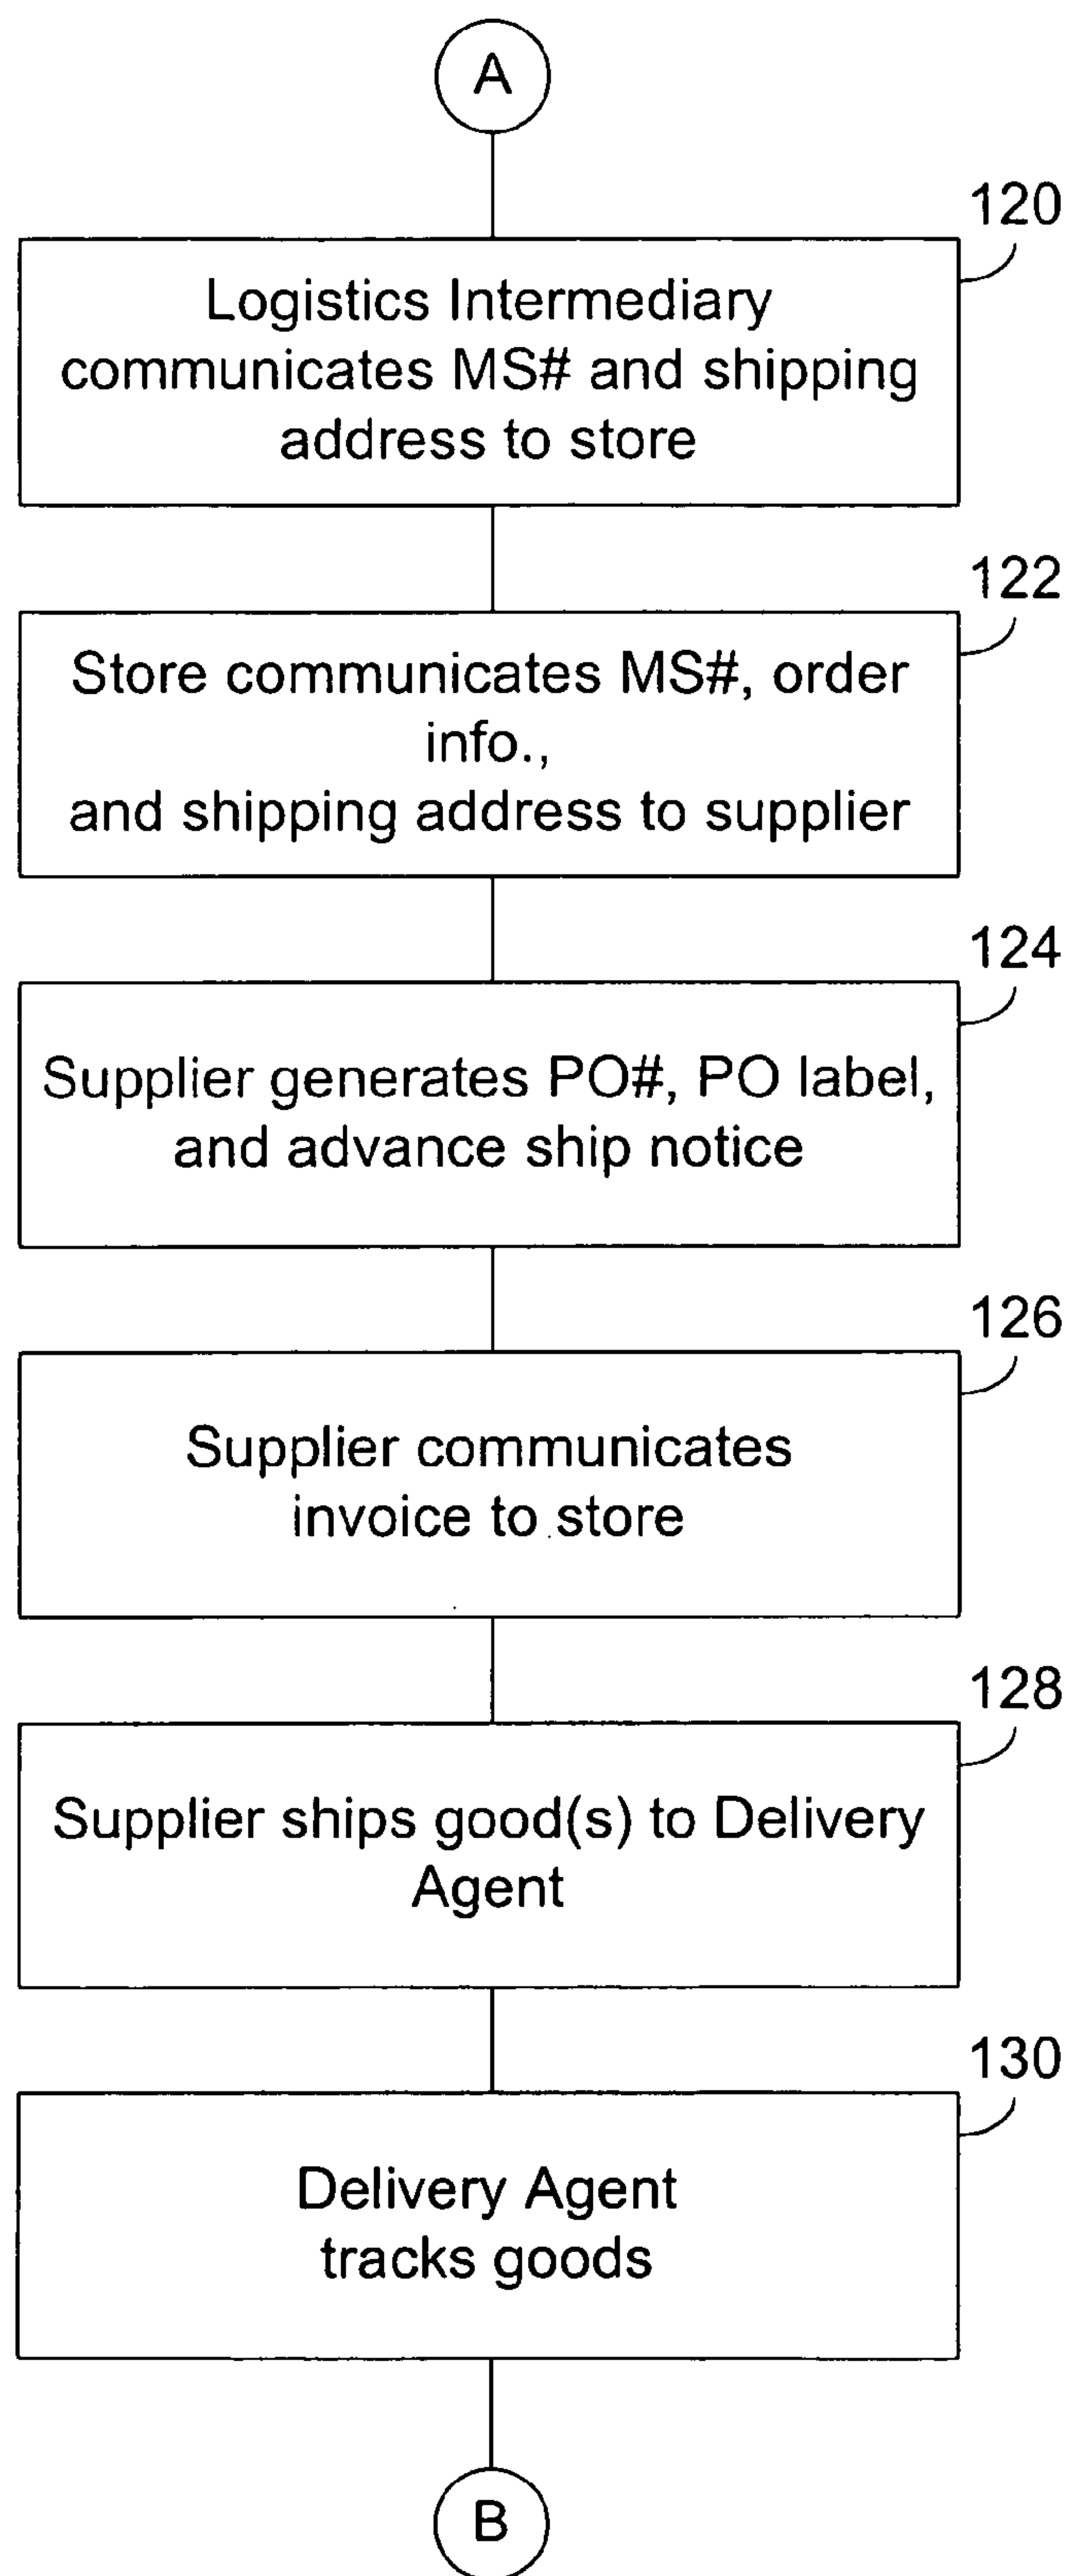 A
120
Logistics Intermediary
communicates MS# and shipping
address to store
122
Store communicates MS#, order
info.,
and shipping address to supplier
124
Supplier generates PO#, PO label,
and advance ship notice
126
Supplier communicates
invoice to store
128
Supplier ships good(s) to Delivery
Agent
130
Delivery Agent
tracks goods
B